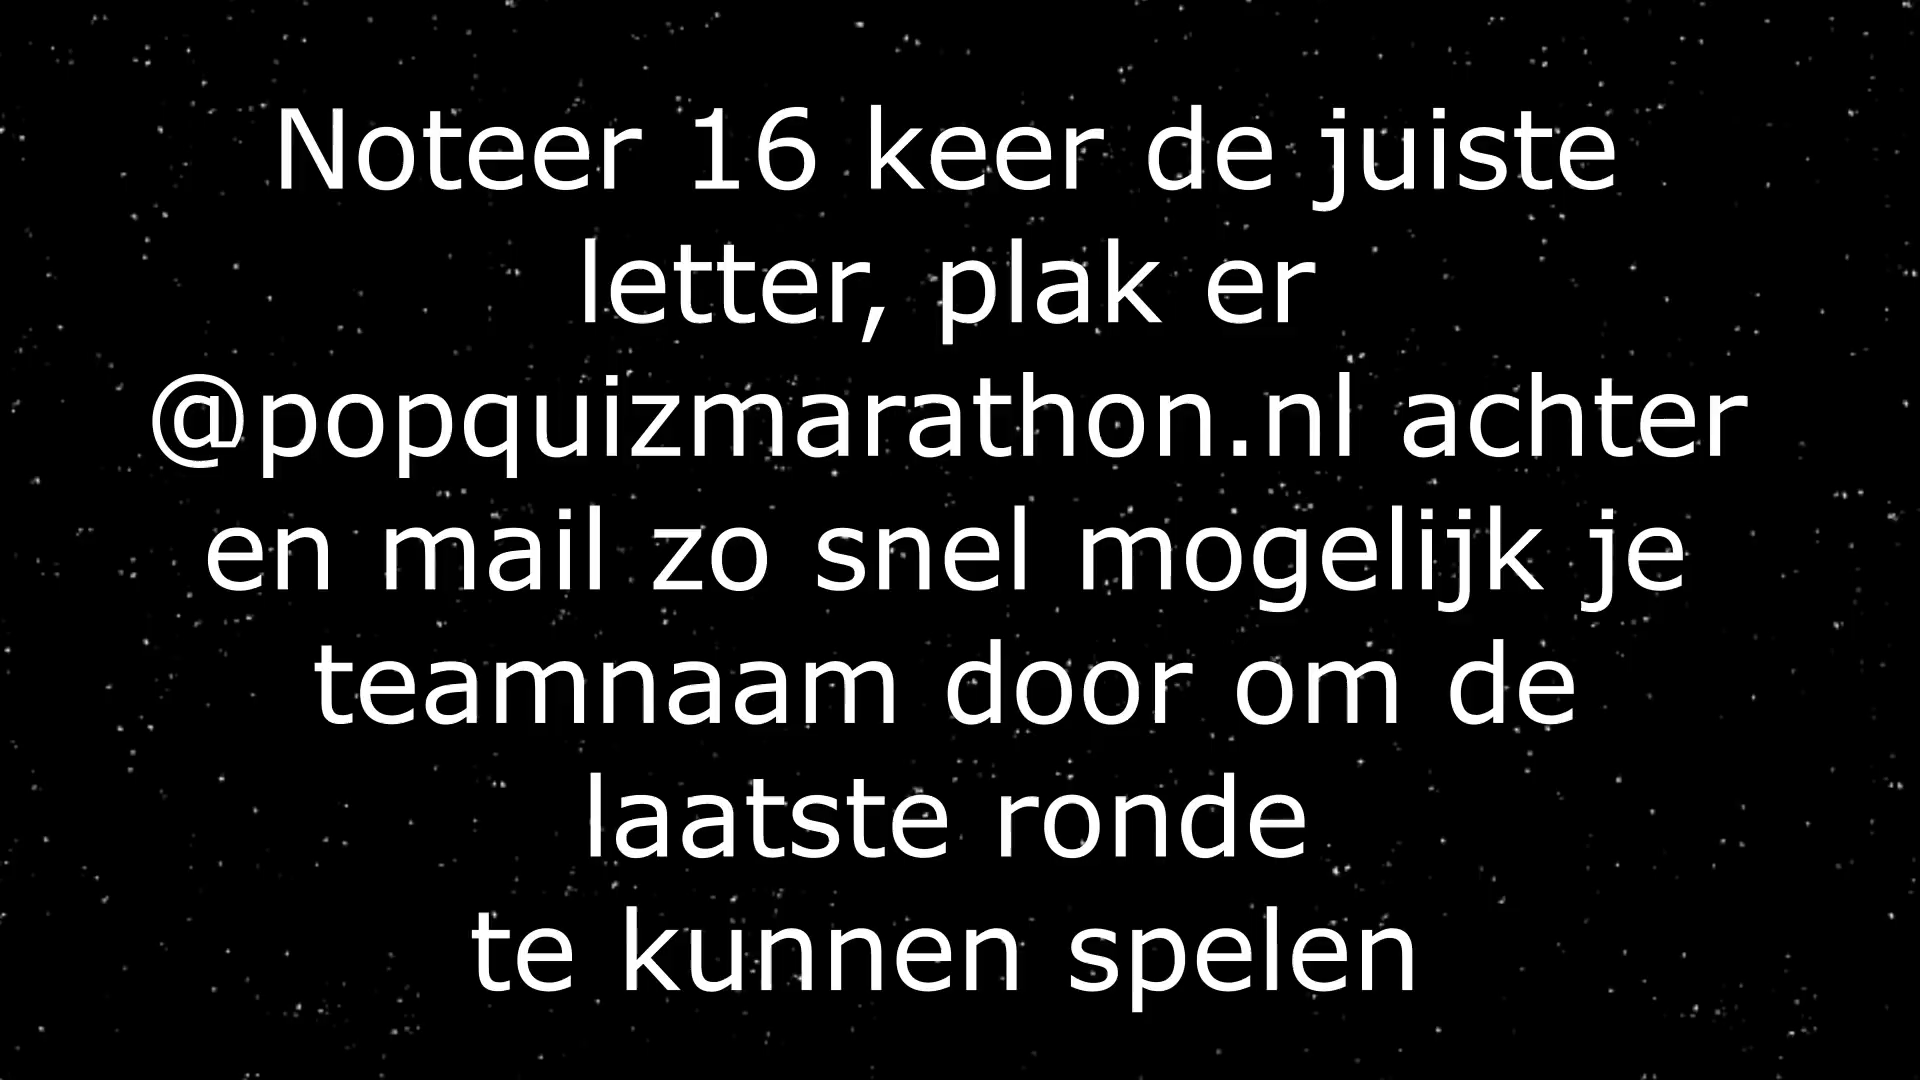 Noteer 16 keer de juiste
letter, plak er
@popquizmarathon.nl achter
en mail zo snel mogelijk je
teamnaam door om de
laatste ronde
te kunnen spelen